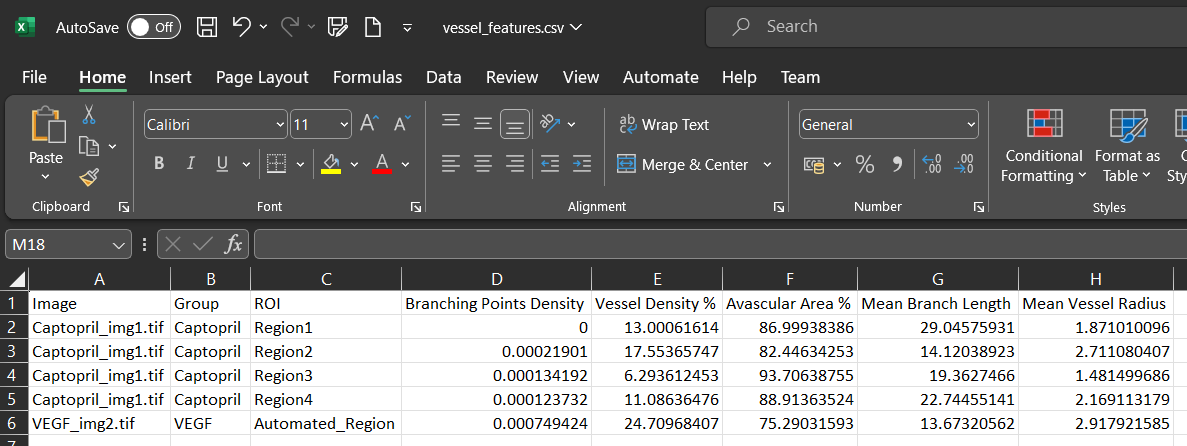 AutoSave Off vessel_features.csv Search
File Home Insert Page Layout Formulas Data Review View Automate Help Team
Paste Calibri 11 A A Wrap Text General Conditional Formatting Format as Table
B I U A Merge & Center % 9 .00
Clipboard Font Alignment Number Styles
M18 fx
A B C D E F G H
1 Image Group ROI Branching Points Density Vessel Density % Avascular Area % Mean Branch Length Mean Vessel Radius
2 Captopril_img1.tif Captopril Region1 0 13.00061614 86.99938386 29.04575931 1.871010096
3 Captopril_img1.tif Captopril Region2 0.00021901 17.55365747 82.44634253 14.12038923 2.711080407
4 Captopril_img1.tif Captopril Region3 0.000134192 6.293612453 93.70638755 19.3627466 1.481499686
5 Captopril_img1.tif Captopril Region4 0.000123732 11.08636476 88.91363524 22.74455141 2.169113179
6 VEGF_img2.tif VEGF Automated_Region 0.000749424 24.70968407 75.29031593 13.67320562 2.917921585